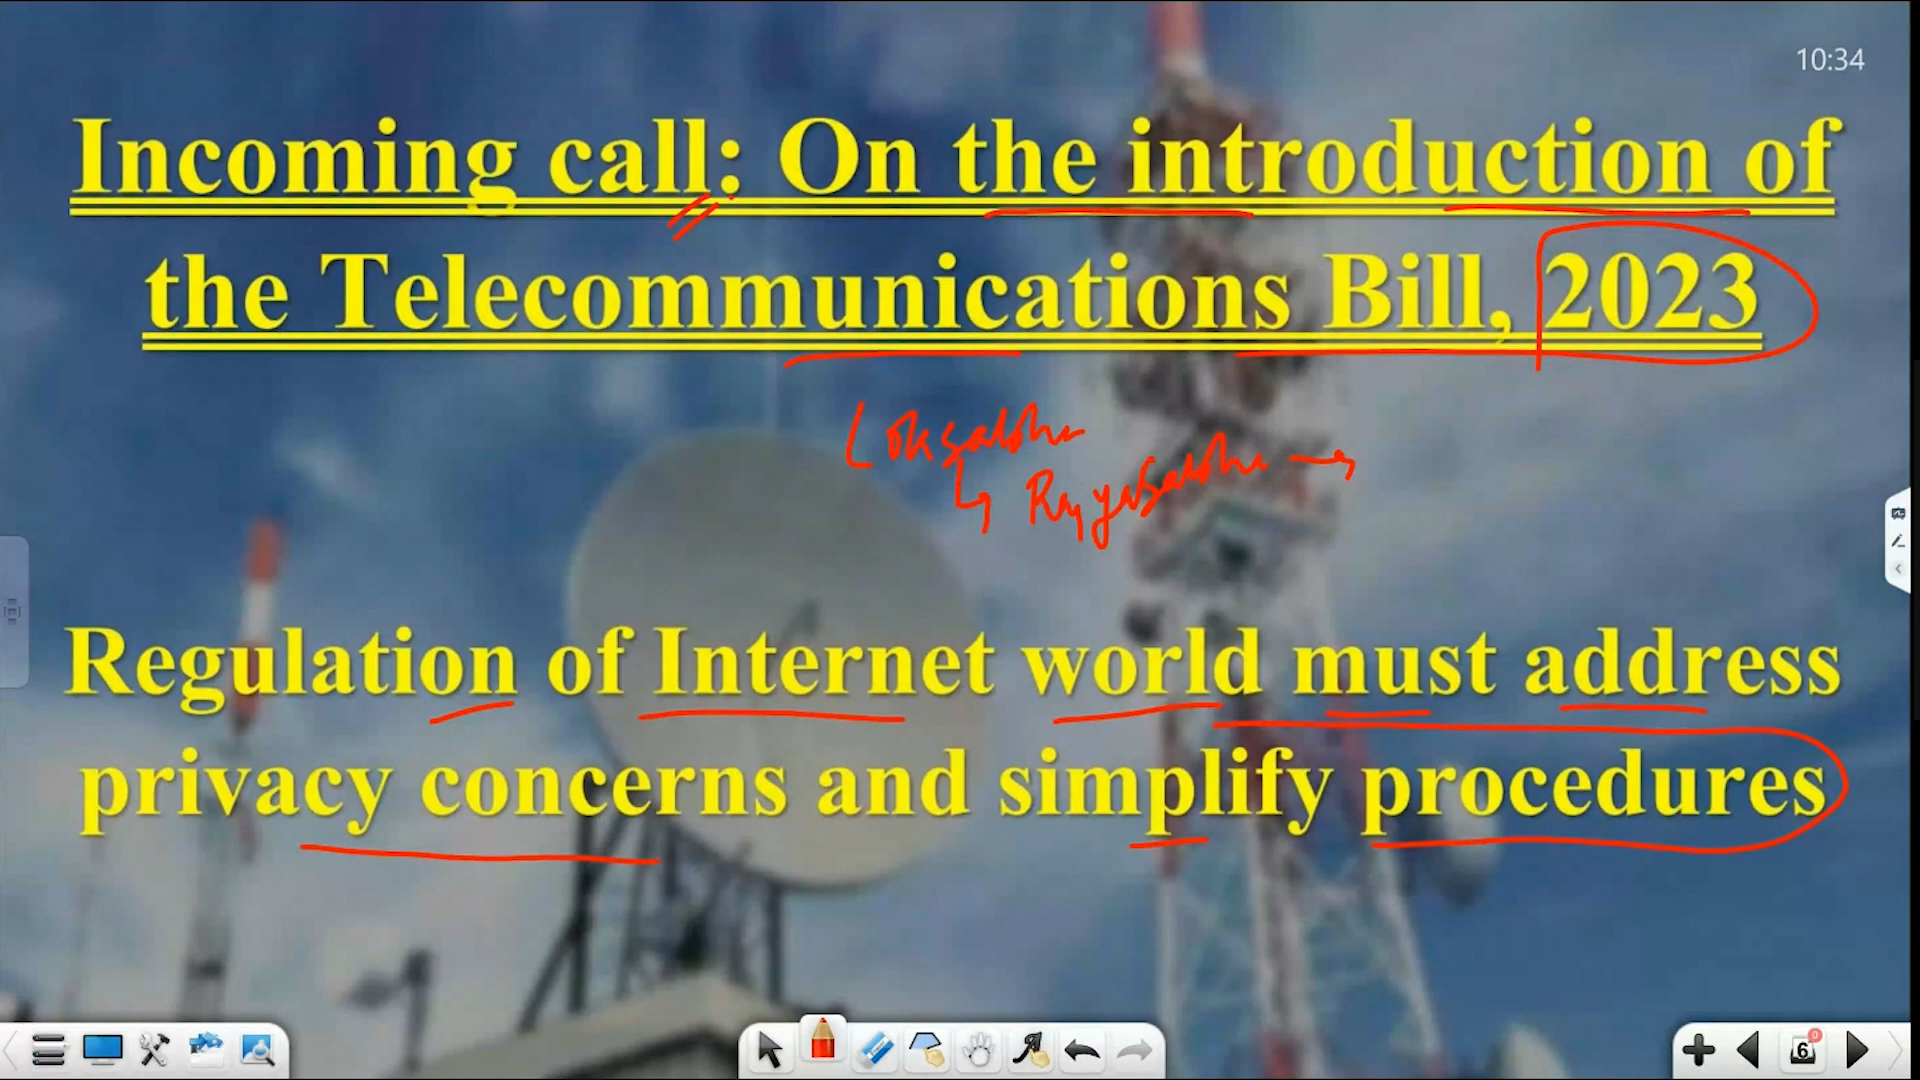 10:34
Incoming call: On the introduction of
the Telecommunications Bill, 2023
Loksabha
Rajyasabha
Regulation of Internet world must address
privacy concerns and simplify procedures
6
0